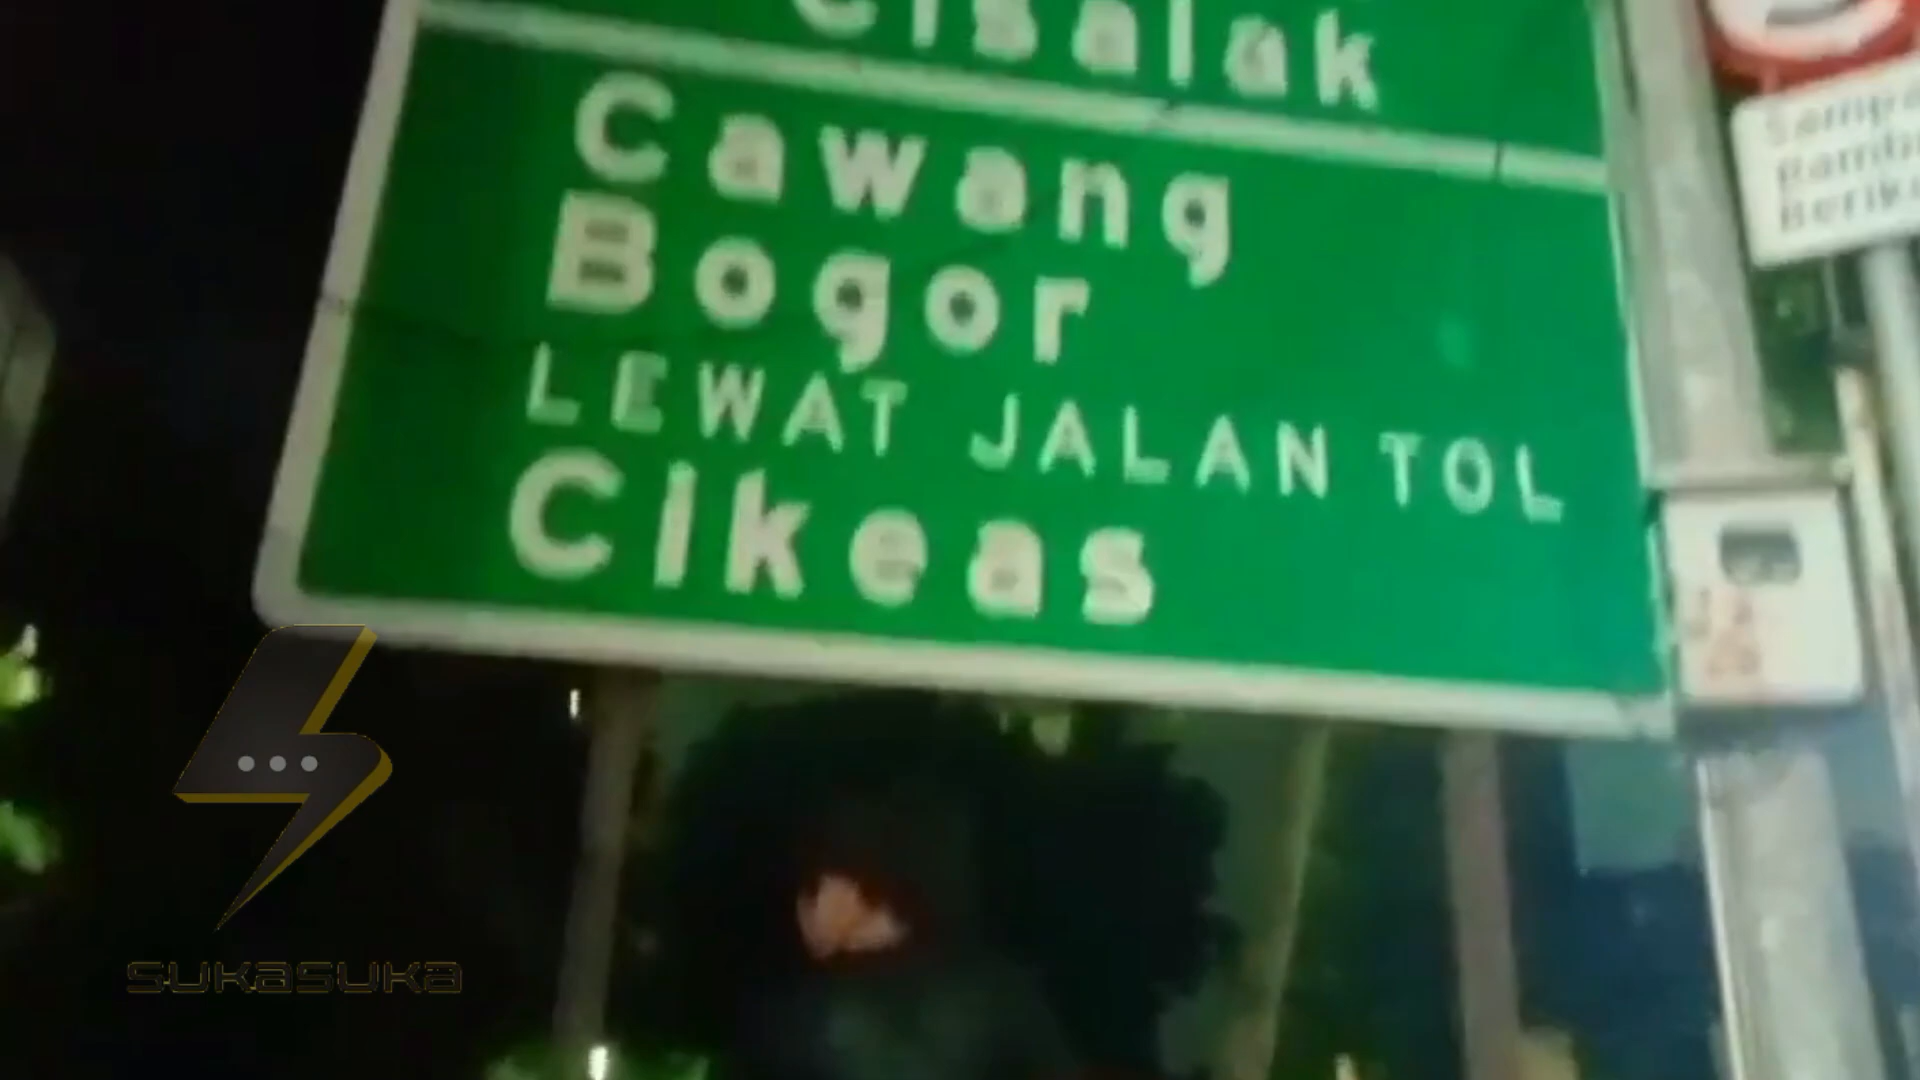 Cisalak
Cawang
Bogor
LEWAT JALAN TOL
Cikeas
SUKASUKA